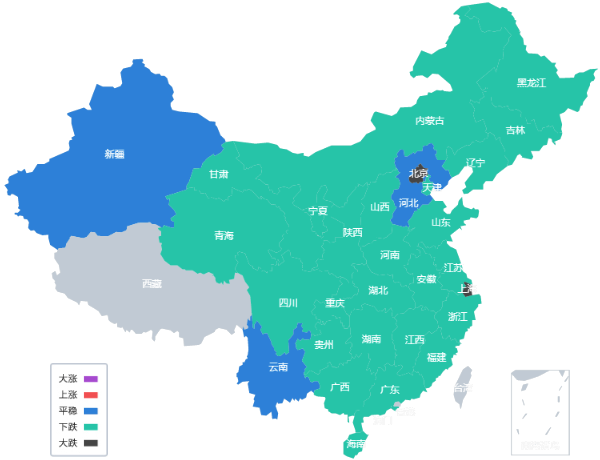 黑龙江
内蒙古
吉林
新疆
辽宁
北京
甘肃
天津
河北
山西
宁夏
山东
陕西
青海
河南
江苏
安徽
西藏
上海
湖北
四川
重庆
浙江
湖南
江西
贵州
福建
云南
广西
广东
台湾
海南
大涨
上涨
平稳
下跌
大跌